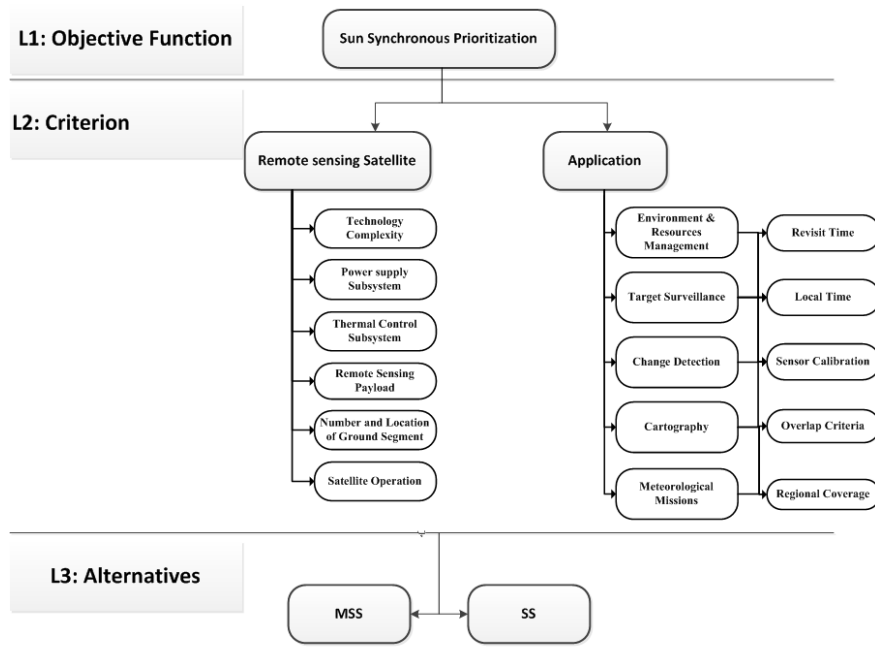 L1: Objective Function
Sun Synchronous Prioritization
L2: Criterion
Remote sensing Satellite
Application
Technology
Complexity
Power supply
Subsystem
Thermal Control
Subsystem
Remote Sensing
Payload
Number and Location
of Ground Segment
Satellite Operation
Environment &
Resources
Management
Target Surveillance
Change Detection
Cartography
Meteorological
Missions
Revisit Time
Local Time
Sensor Calibration
Overlap Criteria
Regional Coverage
L3: Alternatives
MSS
SS